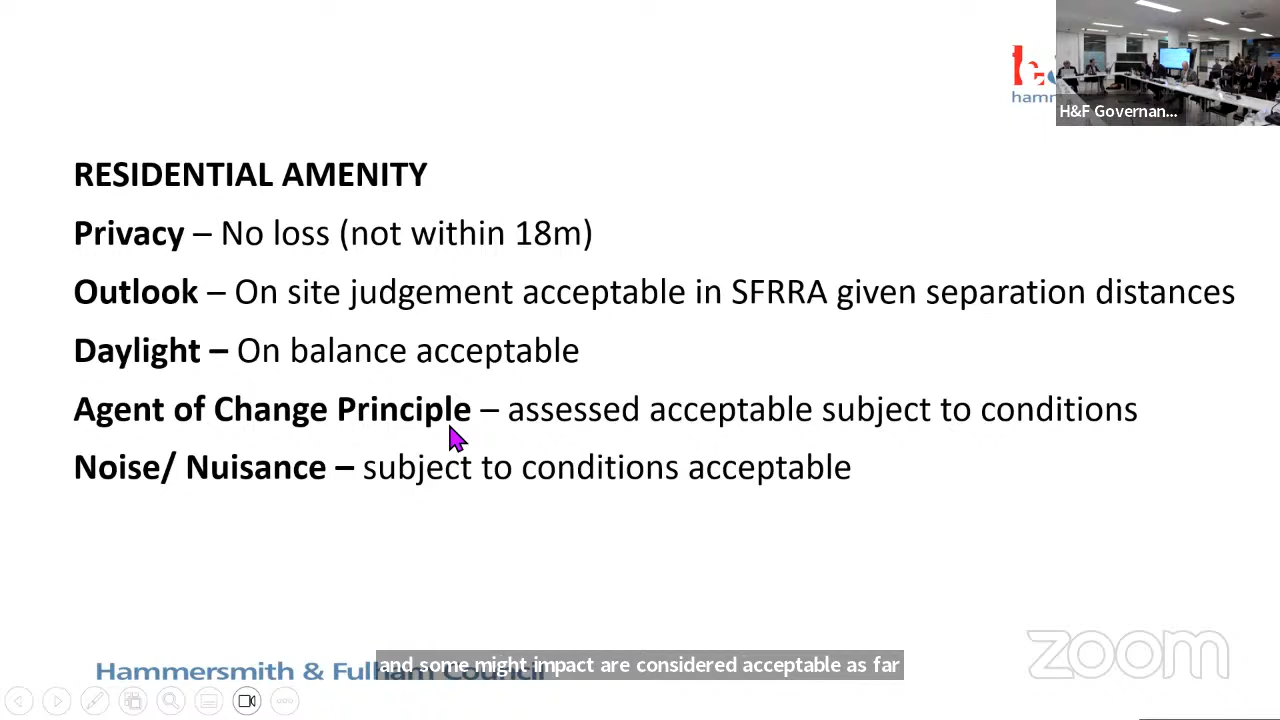 hamm
H&F Governan...
RESIDENTIAL AMENITY
Privacy – No loss (not within 18m)
Outlook – On site judgement acceptable in SFRRA given separation distances
Daylight – On balance acceptable
Agent of Change Principle – assessed acceptable subject to conditions
Noise/ Nuisance – subject to conditions acceptable
and some might impact are considered acceptable as far
Hammersmith & Fulham Council
zoom